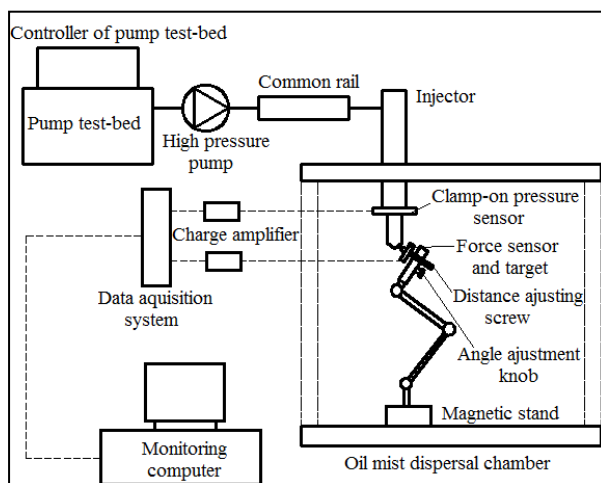 Controller of pump test-bed
Pump test-bed
High pressure
pump
Common rail
Injector
Clamp-on pressure
sensor
Charge amplifier
Force sensor
and target
Data aquisition
system
Distance ajusting
screw
Angle ajustment
knob
Magnetic stand
Monitoring
computer
Oil mist dispersal chamber